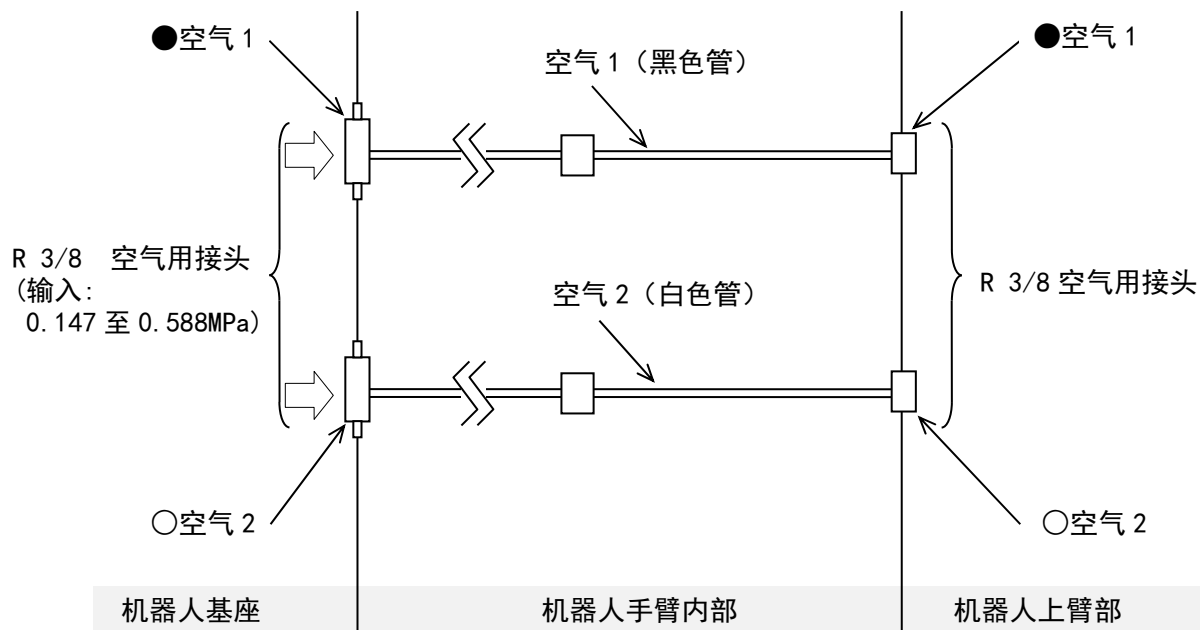 ●空气 1
●空气 1
空气 1（黑色管）
R 3/8 空气用接头
(输入:
0.147 至 0.588MPa)
空气 2（白色管）
R 3/8 空气用接头
○空气 2
○空气 2
机器人基座
机器人手臂内部
机器人上臂部